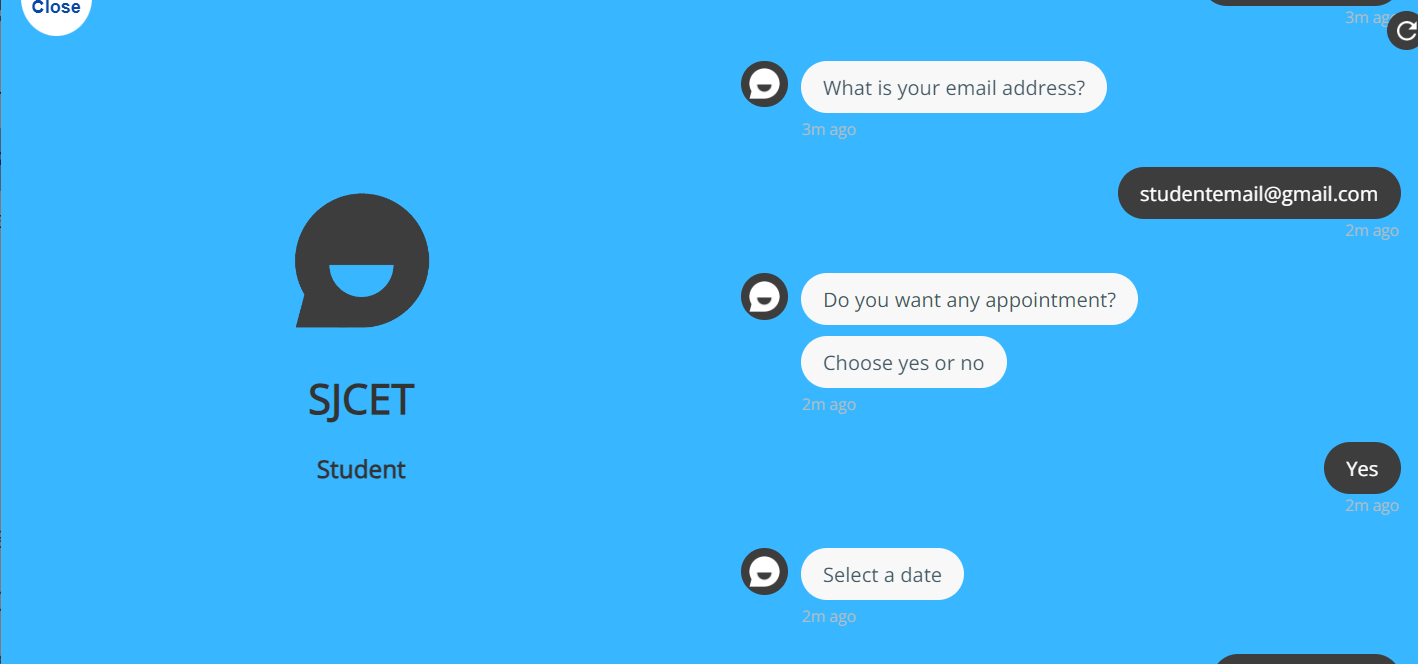 Close
3m ag
What is your email address?
3m ago
studentemail@gmail.com
2m ago
Do you want any appointment?
Choose yes or no
2m ago
SJCET
Student
Yes
2m ago
Select a date
2m ago